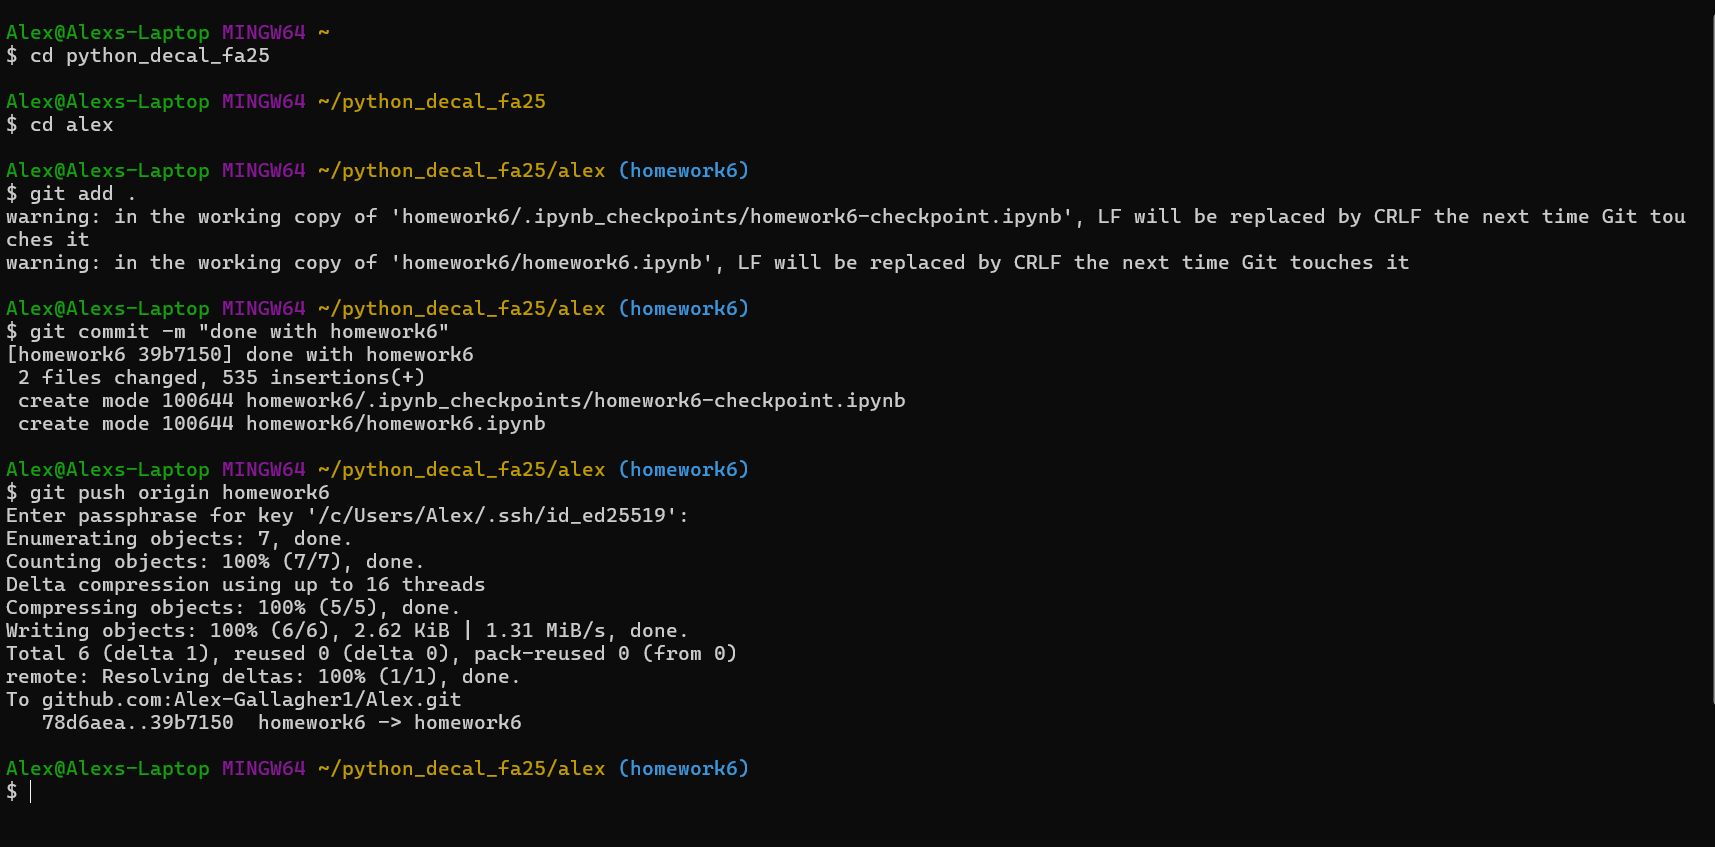 Alex@Alexs-Laptop MINGW64 ~
$ cd python_decal_fa25
Alex@Alexs-Laptop MINGW64 ~/python_decal_fa25
$ cd alex
Alex@Alexs-Laptop MINGW64 ~/python_decal_fa25/alex (homework6)
$ git add .
warning: in the working copy of 'homework6/.ipynb_checkpoints/homework6-checkpoint.ipynb', LF will be replaced by CRLF the next time Git tou
ches it
warning: in the working copy of 'homework6/homework6.ipynb', LF will be replaced by CRLF the next time Git touches it
Alex@Alexs-Laptop MINGW64 ~/python_decal_fa25/alex (homework6)
$ git commit -m "done with homework6"
[homework6 39b7150] done with homework6
 2 files changed, 535 insertions(+)
 create mode 100644 homework6/.ipynb_checkpoints/homework6-checkpoint.ipynb
 create mode 100644 homework6/homework6.ipynb
Alex@Alexs-Laptop MINGW64 ~/python_decal_fa25/alex (homework6)
$ git push origin homework6
Enter passphrase for key '/c/Users/Alex/.ssh/id_ed25519':
Enumerating objects: 7, done.
Counting objects: 100% (7/7), done.
Delta compression using up to 16 threads
Compressing objects: 100% (5/5), done.
Writing objects: 100% (6/6), 2.62 KiB | 1.31 MiB/s, done.
Total 6 (delta 1), reused 0 (delta 0), pack-reused 0 (from 0)
remote: Resolving deltas: 100% (1/1), done.
To github.com:Alex-Gallagher1/Alex.git
   78d6aea..39b7150  homework6 -> homework6
Alex@Alexs-Laptop MINGW64 ~/python_decal_fa25/alex (homework6)
$